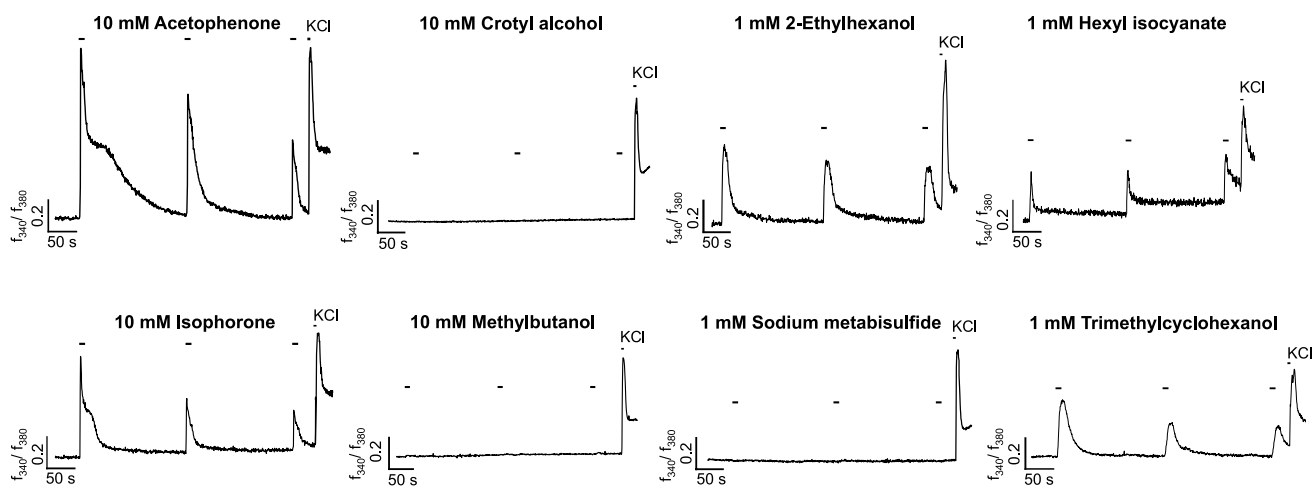 10 mM Acetophenone
KCl
f340/ f380
0.2
50 s
10 mM Crotyl alcohol
KCl
f340/ f380
0.2
50 s
1 mM 2-Ethylhexanol
KCl
f340/ f380
0.2
50 s
1 mM Hexyl isocyanate
KCl
f340/ f380
0.2
50 s
10 mM Isophorone
KCl
f340/ f380
0.2
50 s
10 mM Methylbutanol
KCl
f340/ f380
0.2
50 s
1 mM Sodium metabisulfide
KCl
f340/ f380
0.2
50 s
1 mM Trimethylcyclohexanol
KCl
f340/ f380
0.2
50 s